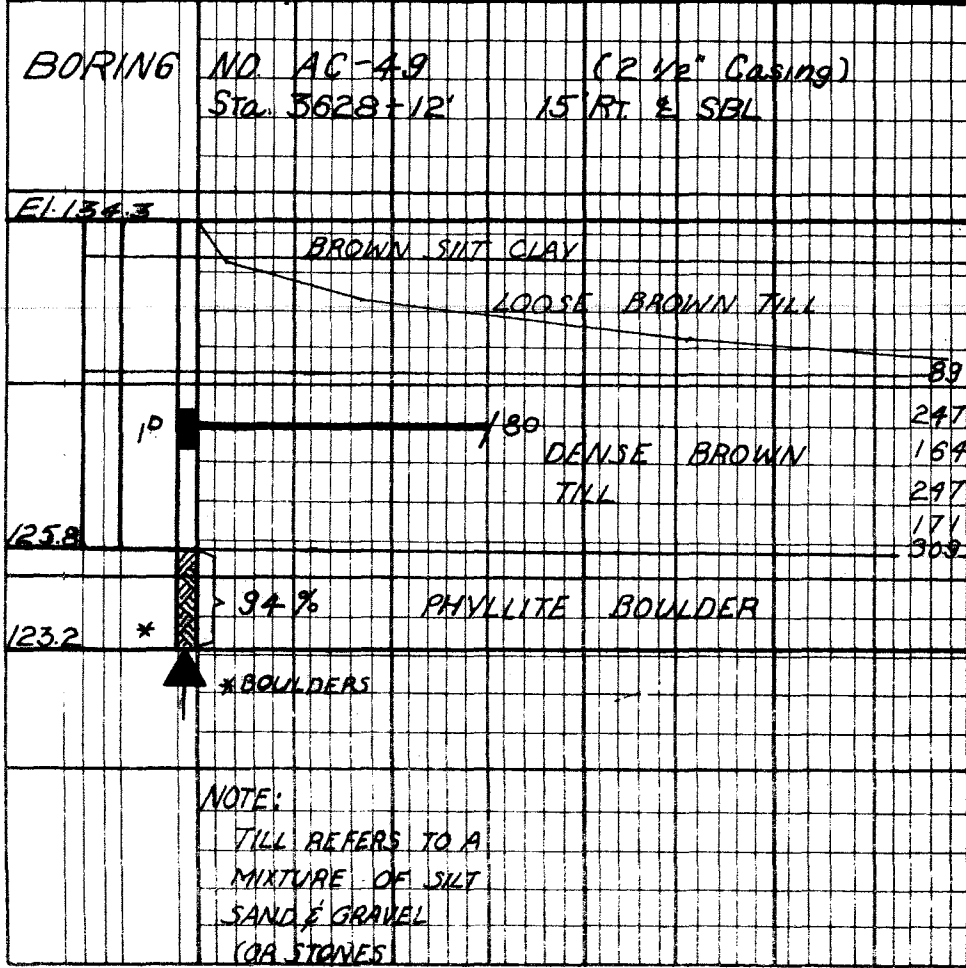 BORING NO. AC-49 (2 1/2" Casing)
Sta. 3628+12' 15' RT. ℄ SBL
El. 134.3
BROWN SILT CLAY
LOOSE BROWN TILL
89
247
1D 80
DENSE BROWN 164
TILL 247
171
125.8 309
94 % PHYLLITE BOULDER
123.2 *
*BOULDERS
NOTE:
TILL REFERS TO A
MIXTURE OF SILT
SAND & GRAVEL
(OR STONES